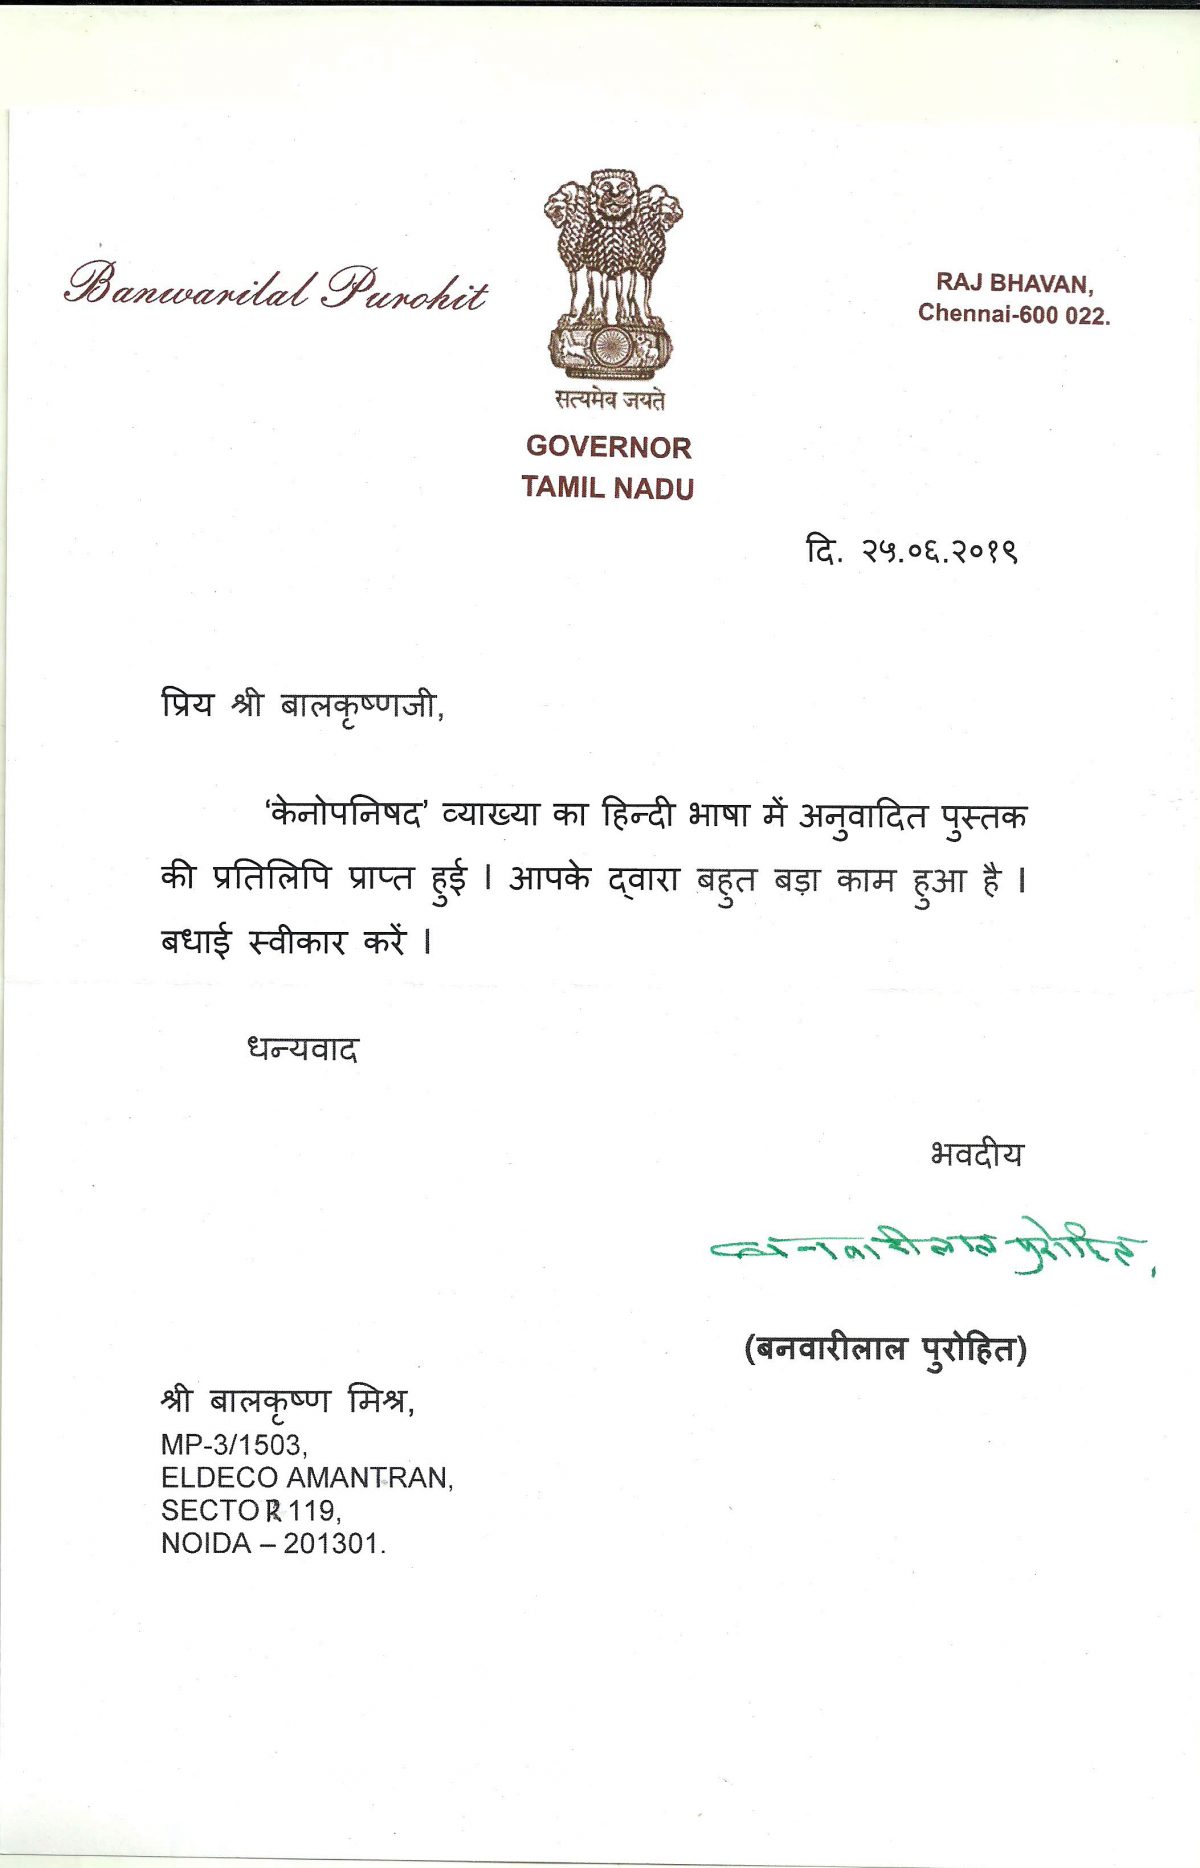 Banwarilal Purohit
सत्यमेव जयते
GOVERNOR
TAMIL NADU
RAJ BHAVAN,
Chennai-600 022.
दि. २५.०६.२०१९
प्रिय श्री बालकृष्णजी,
‘केनोपनिषद’ व्याख्या का हिन्दी भाषा में अनुवादित पुस्तक
की प्रतिलिपि प्राप्त हुई । आपके द्वारा बहुत बड़ा काम हुआ है ।
बधाई स्वीकार करें ।
धन्यवाद
भवदीय
बनवारीलाल पुरोहित
(बनवारीलाल पुरोहित)
श्री बालकृष्ण मिश्र,
MP-3/1503,
ELDECO AMANTRAN,
SECTOR 119,
NOIDA – 201301.